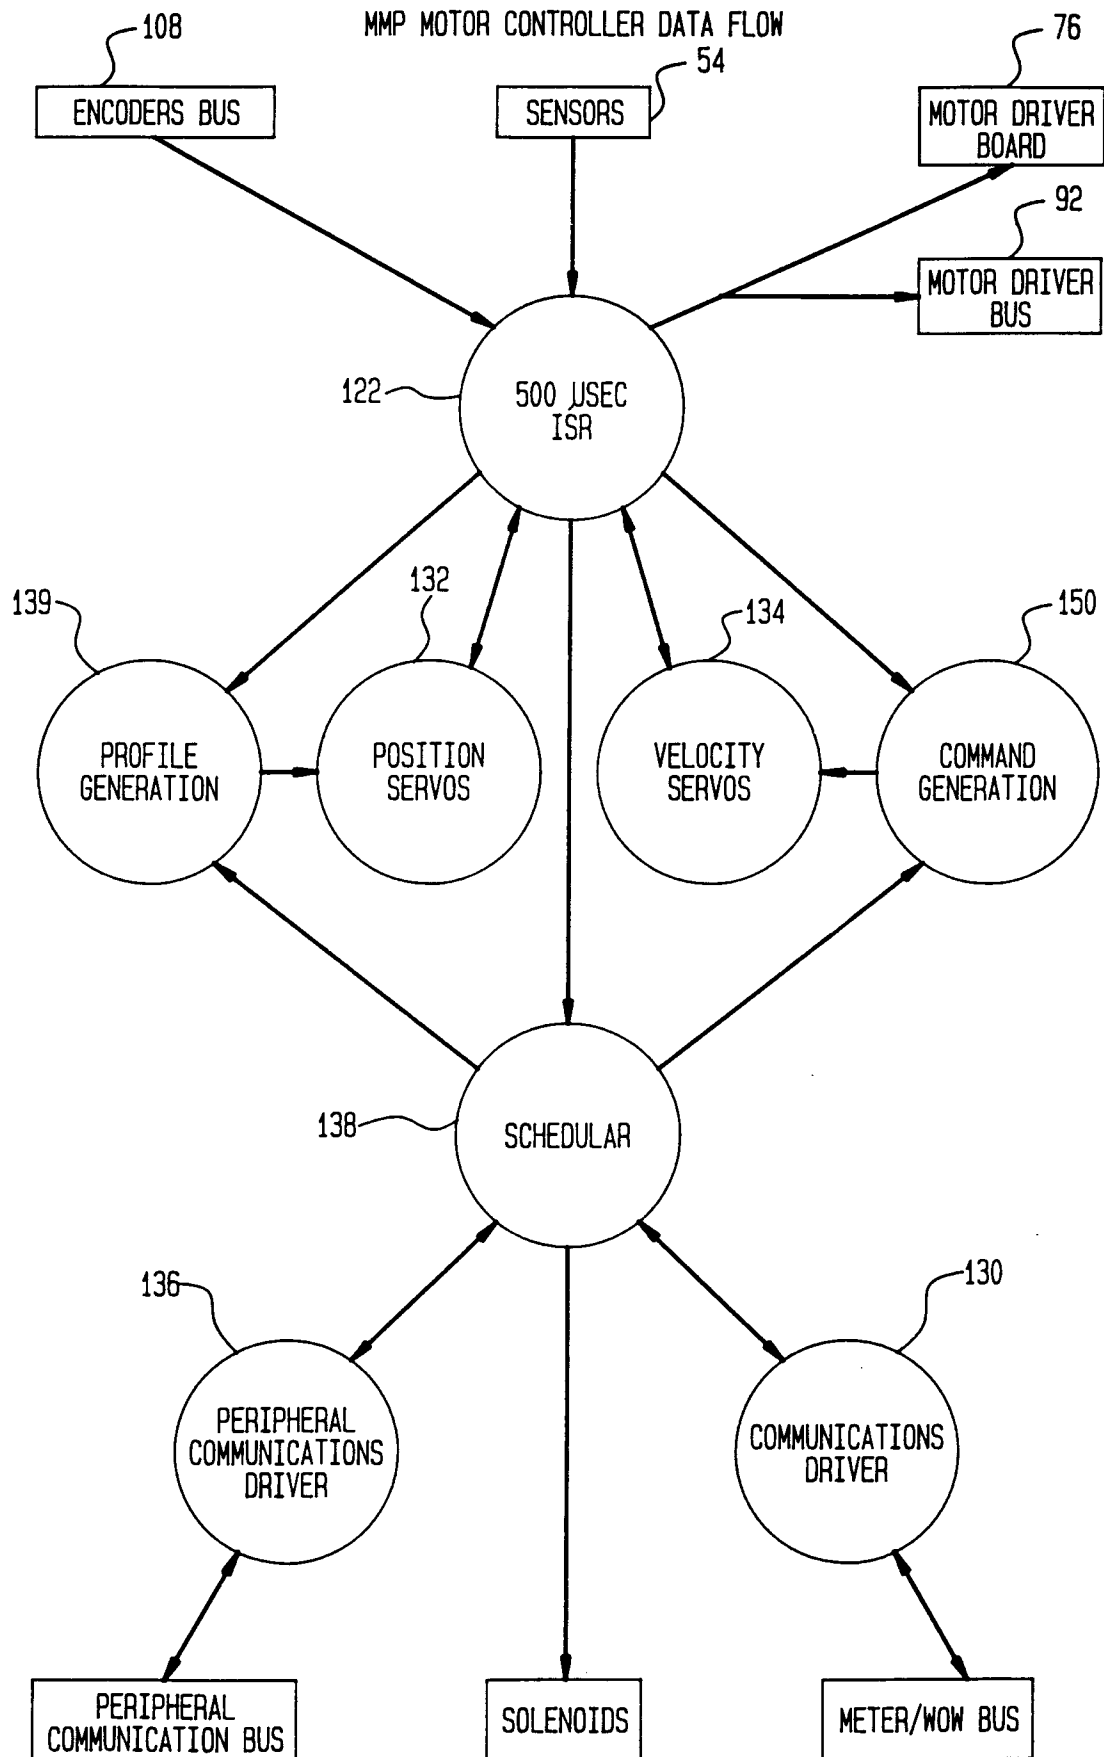 MMP MOTOR CONTROLLER DATA FLOW
108
54
76
ENCODERS BUS
SENSORS
MOTOR DRIVER
BOARD
92
MOTOR DRIVER
BUS
122
500 µSEC
ISR
139
132
134
150
PROFILE
GENERATION
POSITION
SERVOS
VELOCITY
SERVOS
COMMAND
GENERATION
138
SCHEDULAR
136
130
PERIPHERAL
COMMUNICATIONS
DRIVER
COMMUNICATIONS
DRIVER
PERIPHERAL
COMMUNICATION BUS
SOLENOIDS
METER/WOW BUS